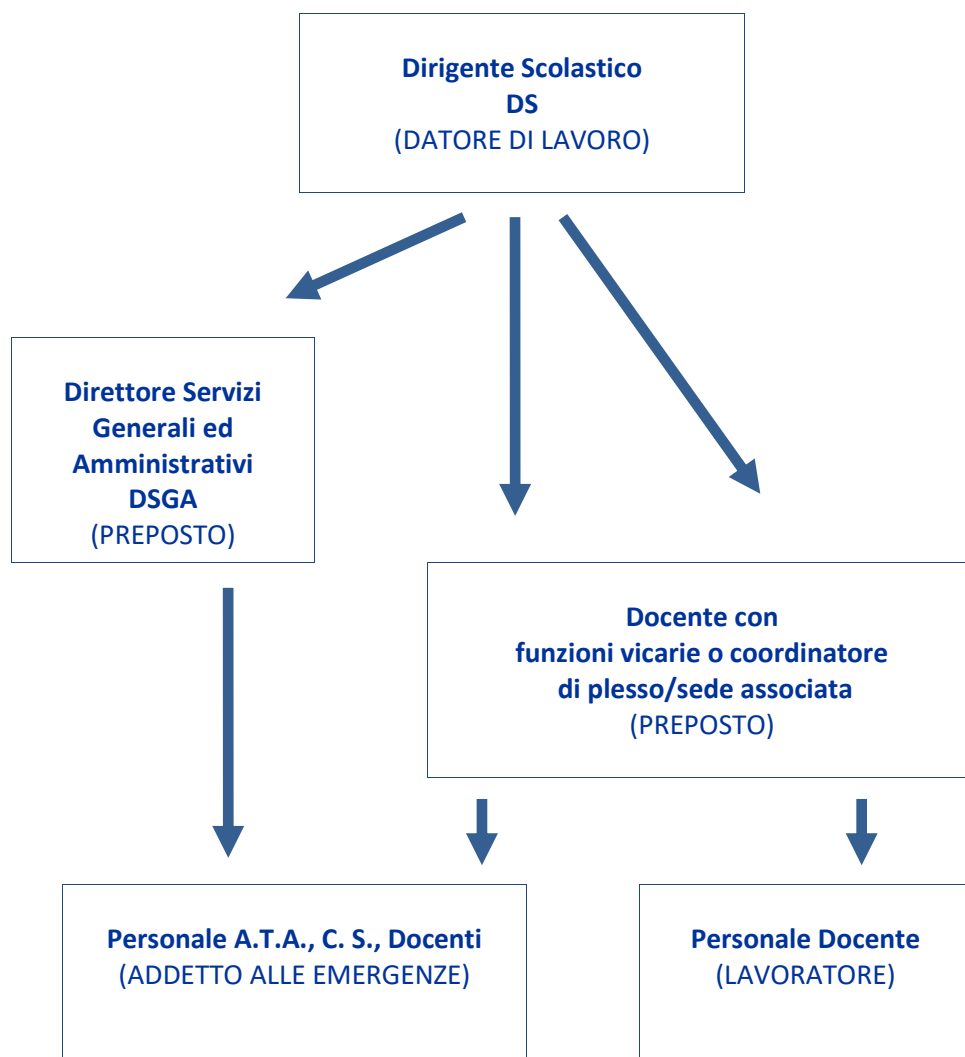 Dirigente Scolastico
DS
(DATORE DI LAVORO)
Direttore Servizi
Generali ed
Amministrativi
DSGA
(PREPOSTO)
Docente con
funzioni vicarie o coordinatore
di plesso/sede associata
(PREPOSTO)
Personale A.T.A., C. S., Docenti
(ADDETTO ALLE EMERGENZE)
Personale Docente
(LAVORATORE)